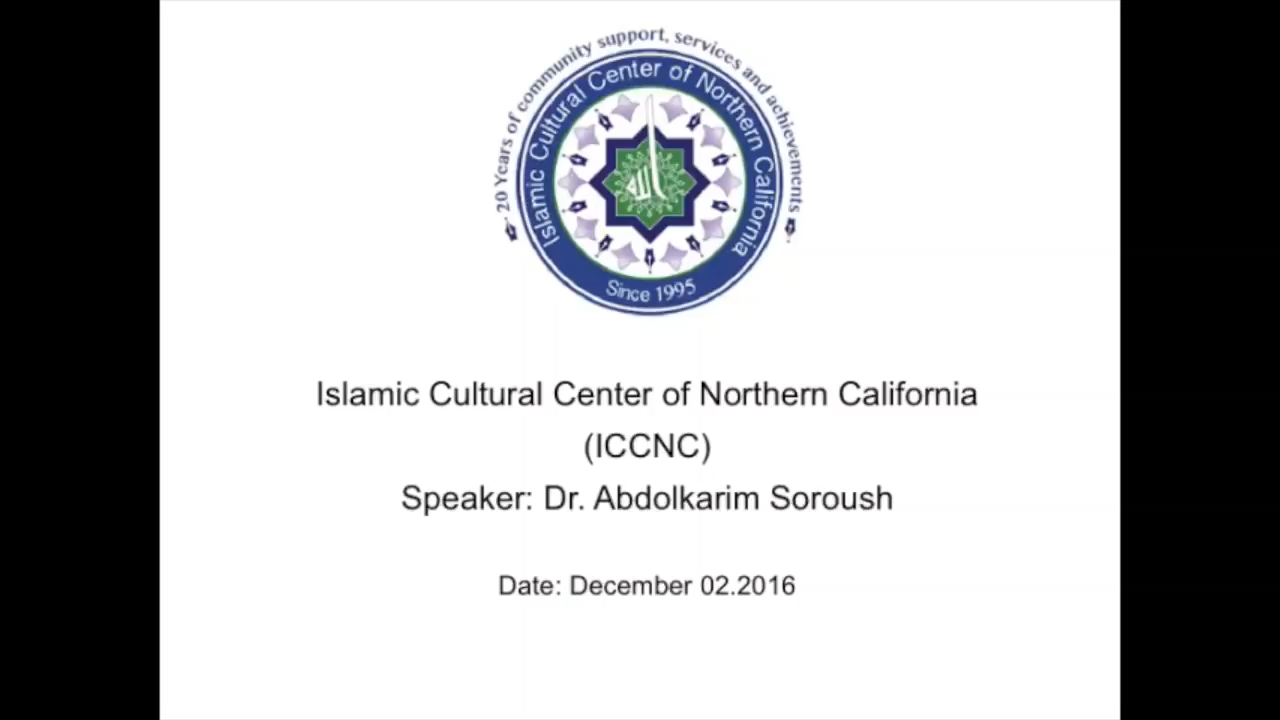 20 Years of community support, services and achievements
Islamic Cultural Center of Northern California
الله
Since 1995
Islamic Cultural Center of Northern California
(ICCNC)
Speaker: Dr. Abdolkarim Soroush
Date: December 02.2016